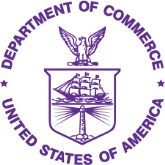 DEPARTMENT OF COMMERCE
UNITED STATES OF AMERICA